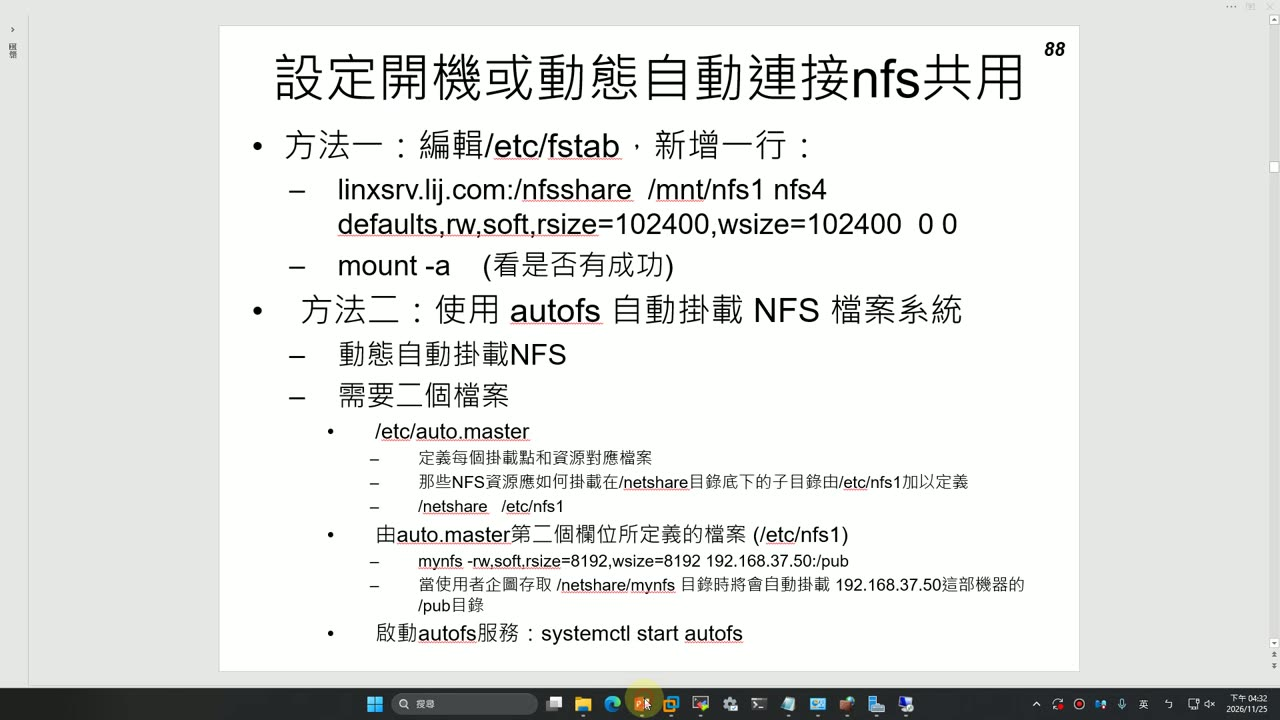 88
設定開機或動態自動連接nfs共用
• 方法一：編輯/etc/fstab，新增一行：
– linxsrv.lij.com:/nfsshare /mnt/nfs1 nfs4
defaults,rw,soft,rsize=102400,wsize=102400 0 0
– mount -a (看是否有成功)
• 方法二：使用 autofs 自動掛載 NFS 檔案系統
– 動態自動掛載NFS
– 需要二個檔案
• /etc/auto.master
– 定義每個掛載點和資源對應檔案
– 那些NFS資源應如何掛載在/netshare目錄底下的子目錄由/etc/nfs1加以定義
– /netshare /etc/nfs1
• 由auto.master第二個欄位所定義的檔案 (/etc/nfs1)
– mynfs -rw,soft,rsize=8192,wsize=8192 192.168.37.50:/pub
– 當使用者企圖存取 /netshare/mynfs 目錄時將會自動掛載 192.168.37.50這部機器的
/pub目錄
• 啟動autofs服務：systemctl start autofs
搜尋
英
下午 04:32
2026/11/25